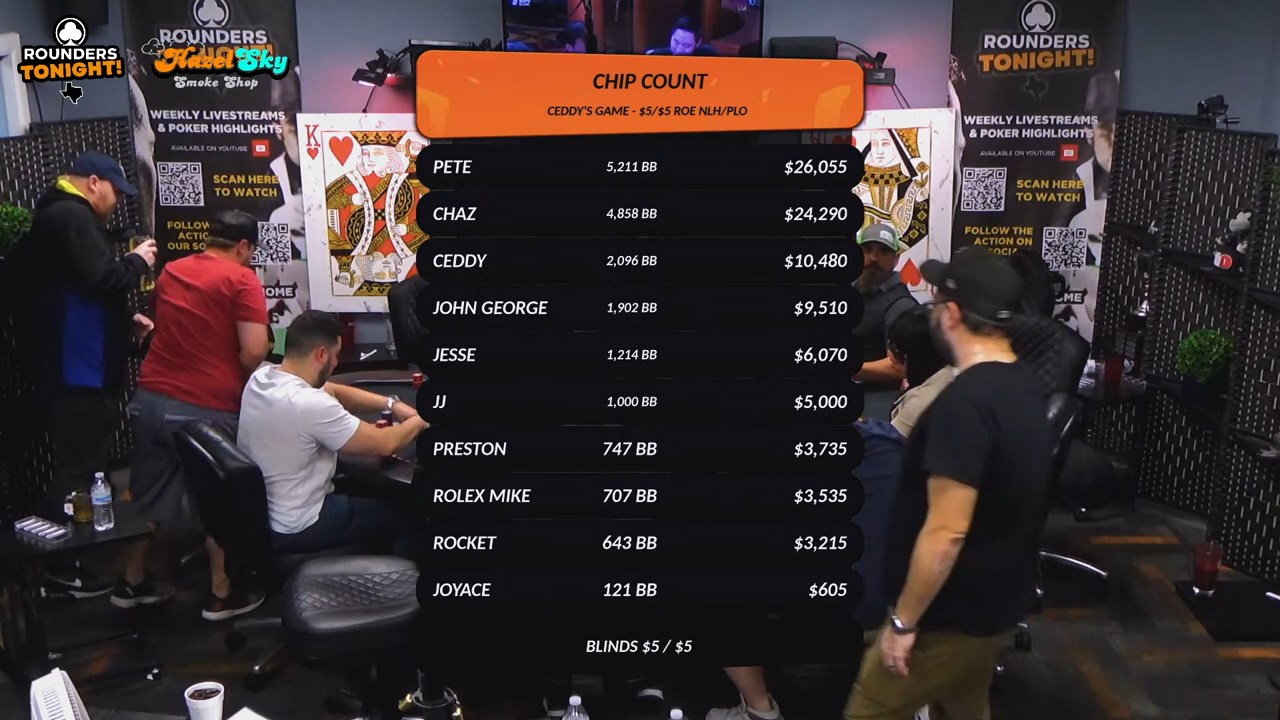 ROUNDERS
TONIGHT!
Hazel Sky
Smoke Shop
ROUNDERS
WEEKLY LIVESTREAMS
& POKER HIGHLIGHTS
AVAILABLE ON YOUTUBE
SCAN HERE
TO WATCH
FOLLOW
ACTIO
OUR SO
K
ROUNDERS
TONIGHT!
WEEKLY LIVESTREAMS
& POKER HIGHLIGHTS
AVAILABLE ON YOUTUBE
SCAN HERE
TO WATCH
FOLLOW THE
ACTION ON
CHIP COUNT
CEDDY'S GAME - $5/$5 ROE NLH/PLO
PETE 5,211 BB $26,055
CHAZ 4,858 BB $24,290
CEDDY 2,096 BB $10,480
JOHN GEORGE 1,902 BB $9,510
JESSE 1,214 BB $6,070
JJ 1,000 BB $5,000
PRESTON 747 BB $3,735
ROLEX MIKE 707 BB $3,535
ROCKET 643 BB $3,215
JOYACE 121 BB $605
BLINDS $5 / $5